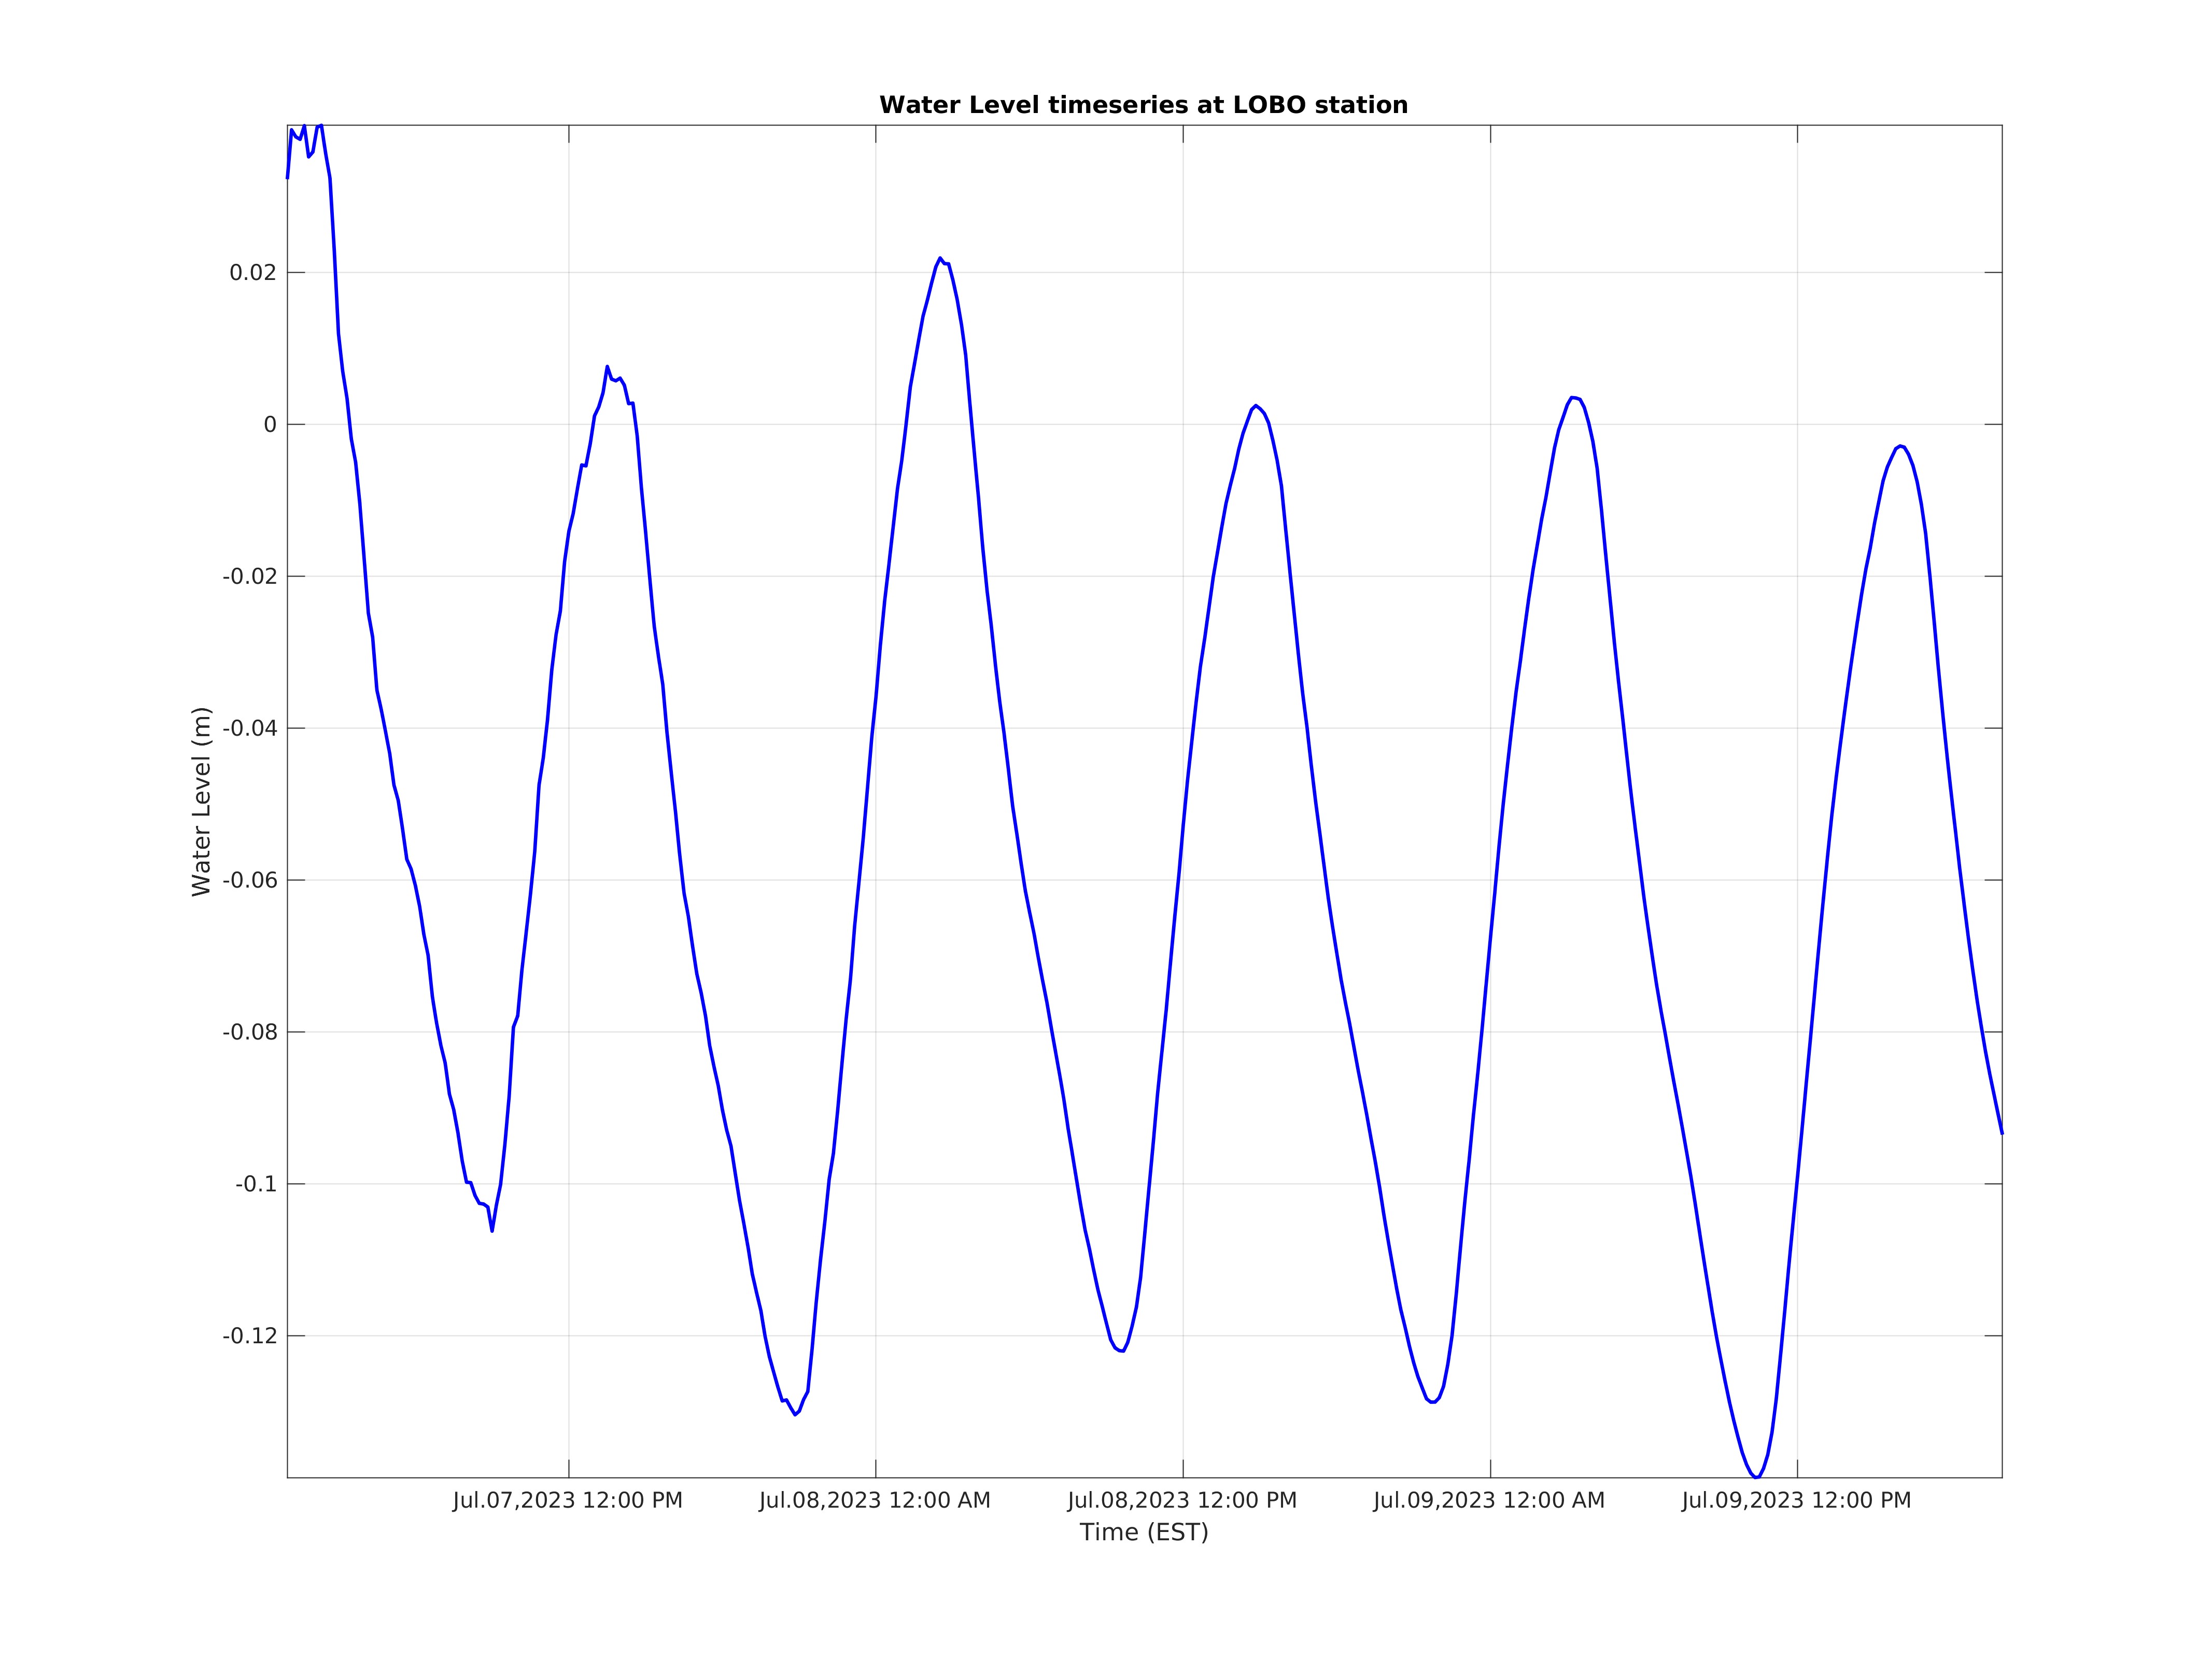 Water Level timeseries at LOBO station
0.02
0
-0.02
-0.04
-0.06
-0.08
-0.1
-0.12
Water Level (m)
Jul.07,2023 12:00 PM
Jul.08,2023 12:00 AM
Jul.08,2023 12:00 PM
Jul.09,2023 12:00 AM
Jul.09,2023 12:00 PM
Time (EST)